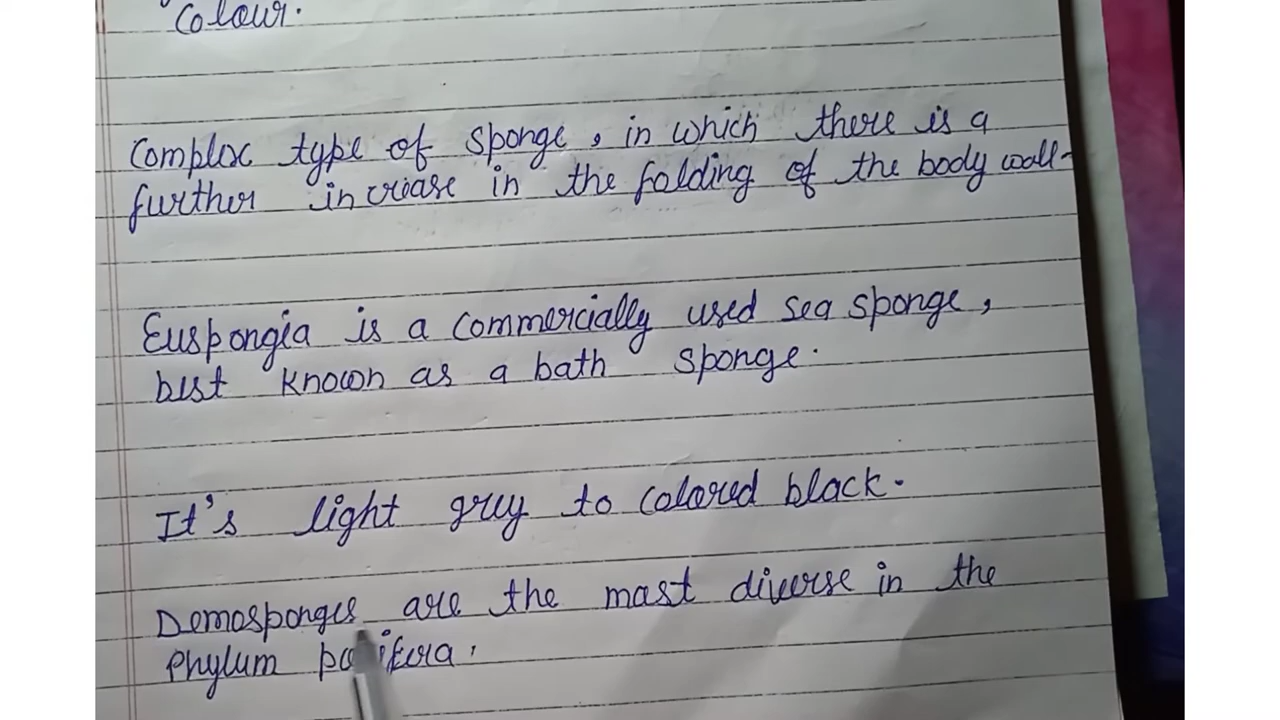 Colour.
Complex type of sponge, in which there is a
further increase in the folding of the body wall.
Euspongia is a commercially used sea sponge,
best known as a bath sponge.
It's light grey to colored black.
Demosponges are the most diverse in the
Phylum porifera.